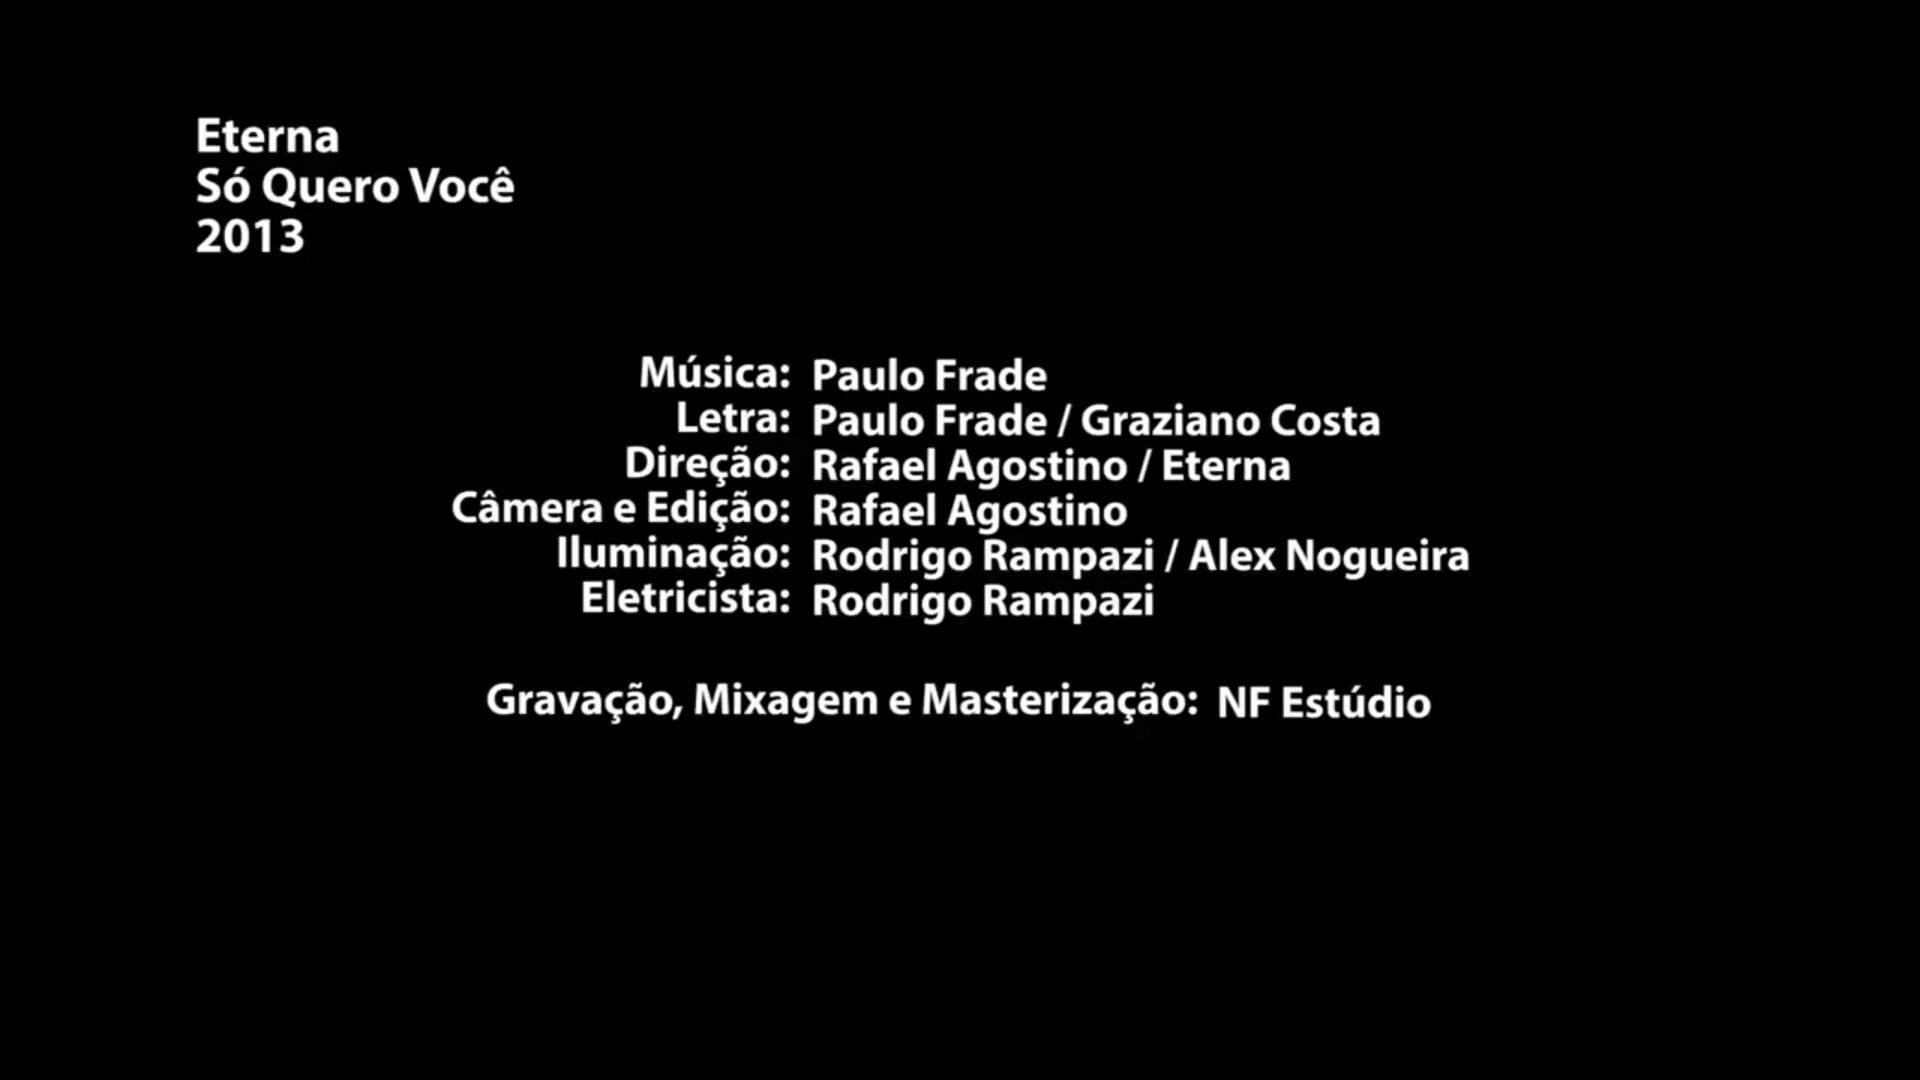 Eterna
Só Quero Você
2013
Música: Paulo Frade
Letra: Paulo Frade / Graziano Costa
Direção: Rafael Agostino / Eterna
Câmera e Edição: Rafael Agostino
Iluminação: Rodrigo Rampazi / Alex Nogueira
Eletricista: Rodrigo Rampazi
Gravação, Mixagem e Masterização: NF Estúdio